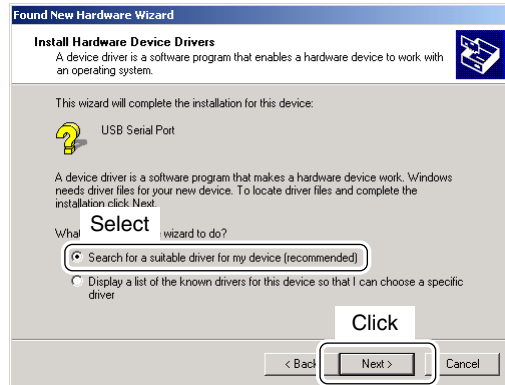 Found New Hardware Wizard
Install Hardware Device Drivers
A device driver is a software program that enables a hardware device to work with
an operating system.
This wizard will complete the installation for this device:
USB Serial Port
A device driver is a software program that makes a hardware device work. Windows
needs driver files for your new device. To locate driver files and complete the
installation click Next.
Select
What wizard to do?
Search for a suitable driver for my device (recommended)
Display a list of the known drivers for this device so that I can choose a specific
driver
Click
< Back
Next >
Cancel